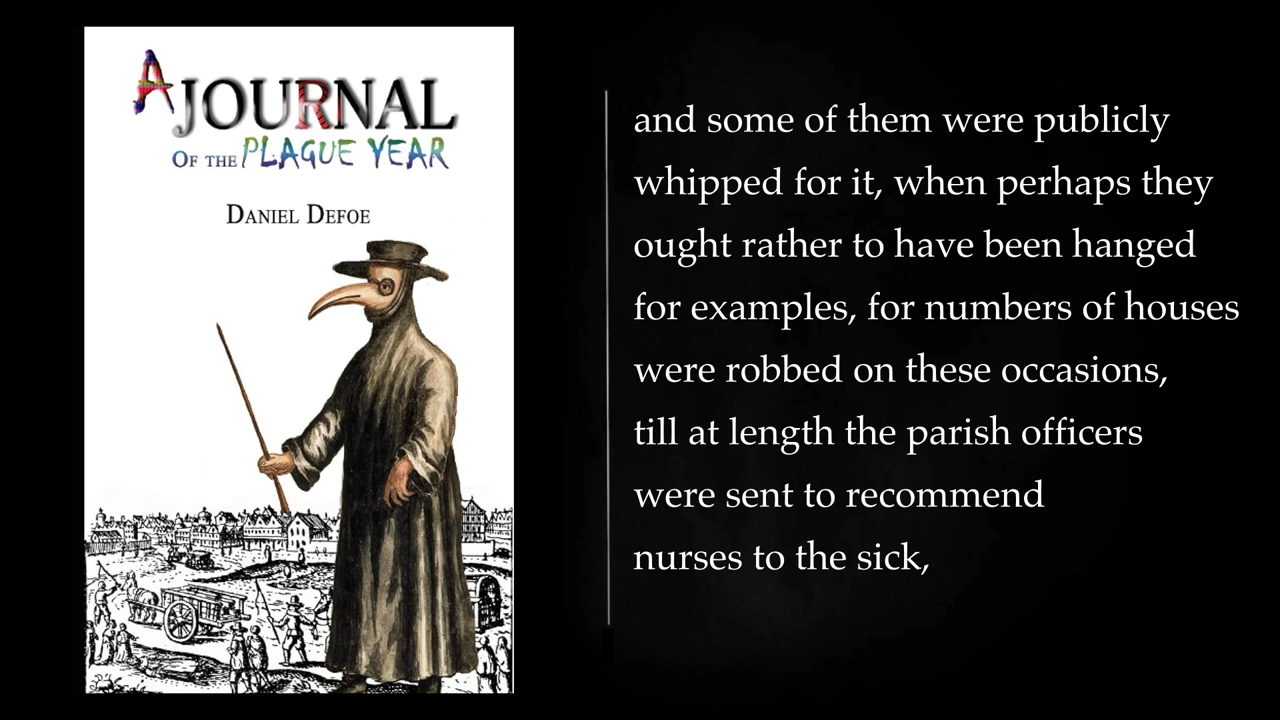 A JOURNAL
OF THE PLAGUE YEAR
DANIEL DEFOE
and some of them were publicly
whipped for it, when perhaps they
ought rather to have been hanged
for examples, for numbers of houses
were robbed on these occasions,
till at length the parish officers
were sent to recommend
nurses to the sick,